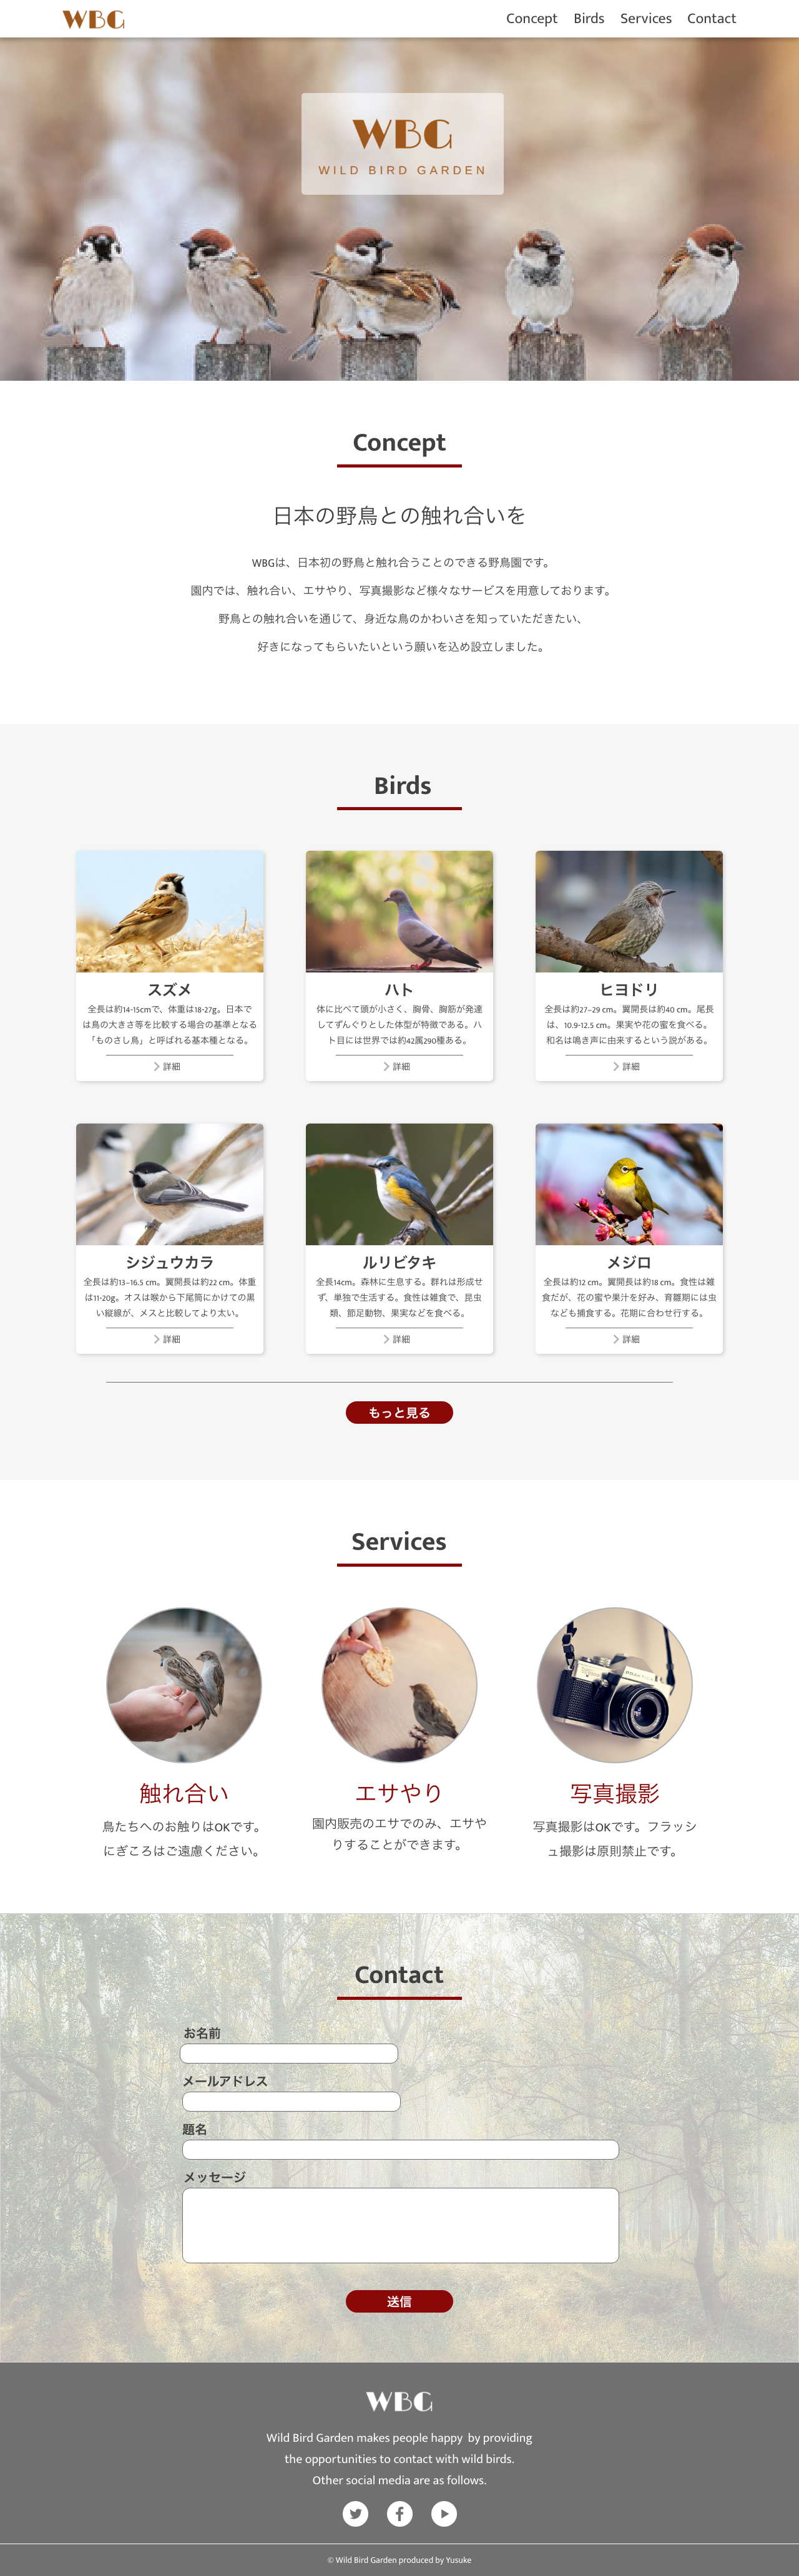 WBG
Concept Birds Services Contact
WBG
WILD BIRD GARDEN
Concept
日本の野鳥との触れ合いを
WBGは、日本初の野鳥と触れ合うことのできる野鳥園です。
園内では、触れ合い、エサやり、写真撮影など様々なサービスを用意しております。
野鳥との触れ合いを通じて、身近な鳥のかわいさを知っていただきたい、
好きになってもらいたいという願いを込め設立しました。
Birds
スズメ
全長は約14-15cmで、体重は18-27g。日本で
は鳥の大きさ等を比較する場合の基準となる
「ものさし鳥」と呼ばれる基本種となる。
詳細
ハト
体に比べて頭が小さく、胸骨、胸筋が発達
してずんぐりとした体型が特徴である。ハ
ト目には世界では約42属290種ある。
詳細
ヒヨドリ
全長は約27–29 cm。翼開長は約40 cm。尾長
は、10.9-12.5 cm。果実や花の蜜を食べる。
和名は鳴き声に由来するという説がある。
詳細
シジュウカラ
全長は約13–16.5 cm。翼開長は約22 cm。体重
は11-20g。オスは喉から下尾筒にかけての黒
い縦線が、メスと比較してより太い。
詳細
ルリビタキ
全長14cm。森林に生息する。群れは形成せ
ず、単独で生活する。食性は雑食で、昆虫
類、節足動物、果実などを食べる。
詳細
メジロ
全長は約12 cm。翼開長は約18 cm。食性は雑
食だが、花の蜜や果汁を好み、育雛期には虫
なども捕食する。花期に合わせ行する。
詳細
もっと見る
Services
触れ合い
鳥たちへのお触りはOKです。
にぎころはご遠慮ください。
エサやり
園内販売のエサでのみ、エサや
りすることができます。
PRAKTICA
写真撮影
写真撮影はOKです。フラッシ
ュ撮影は原則禁止です。
Contact
お名前
メールアドレス
題名
メッセージ
送信
WBG
Wild Bird Garden makes people happy by providing
the opportunities to contact with wild birds.
Other social media are as follows.
© Wild Bird Garden produced by Yusuke